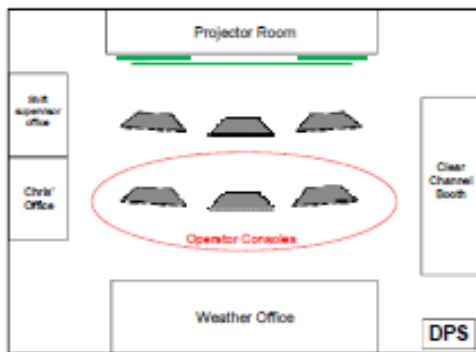 Projector Room
Shift
supervisor
office
Chris'
Office
Clear
Channel
Booth
Operator Consoles
Weather Office
DPS